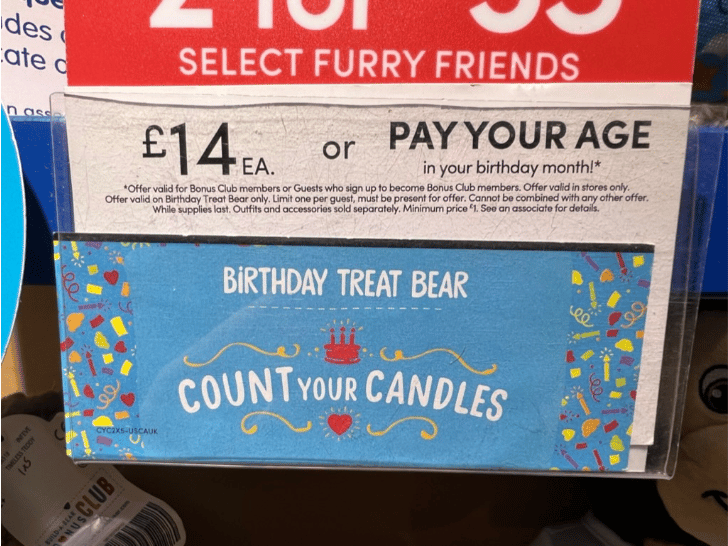 des
SELECT FURRY FRIENDS
£14 EA. or PAY YOUR AGE
in your birthday month!*
*Offer valid for Bonus Club members or Guests who sign up to become Bonus Club members. Offer valid in stores only.
Offer valid on Birthday Treat Bear only. Limit one per guest, must be present for offer. Cannot be combined with any other offer.
While supplies last. Outfits and accessories sold separately. Minimum price £1. See an associate for details.
BiRTHDAY TREAT BEAR
COUNT YOUR CANDLES
CYC2X5-USCAUK
CLUB